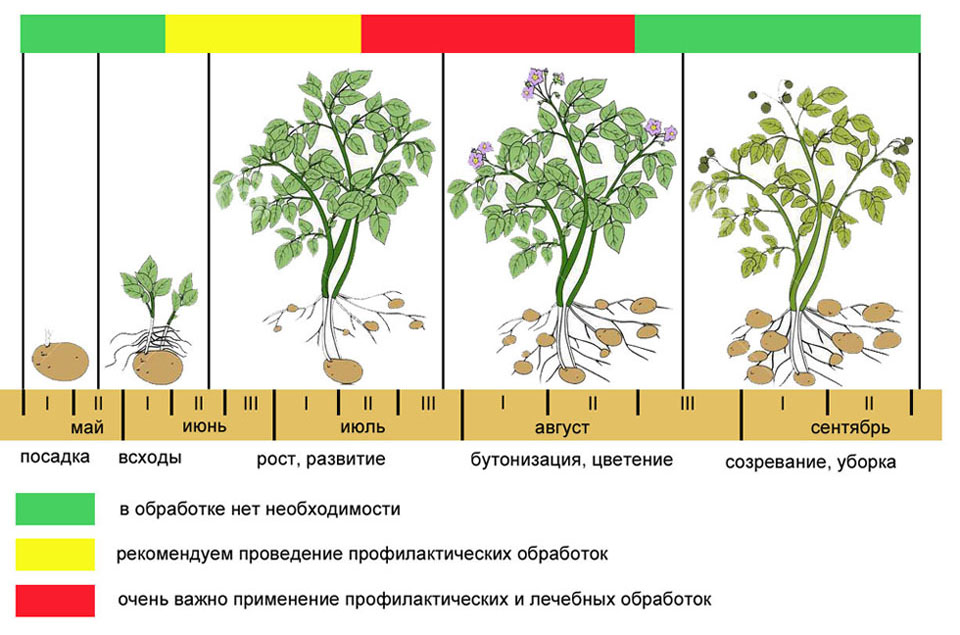 I II I II III I II III I II III I II
май июнь июль август сентябрь
посадка всходы рост, развитие бутонизация, цветение созревание, уборка
в обработке нет необходимости
рекомендуем проведение профилактических обработок
очень важно применение профилактических и лечебных обработок